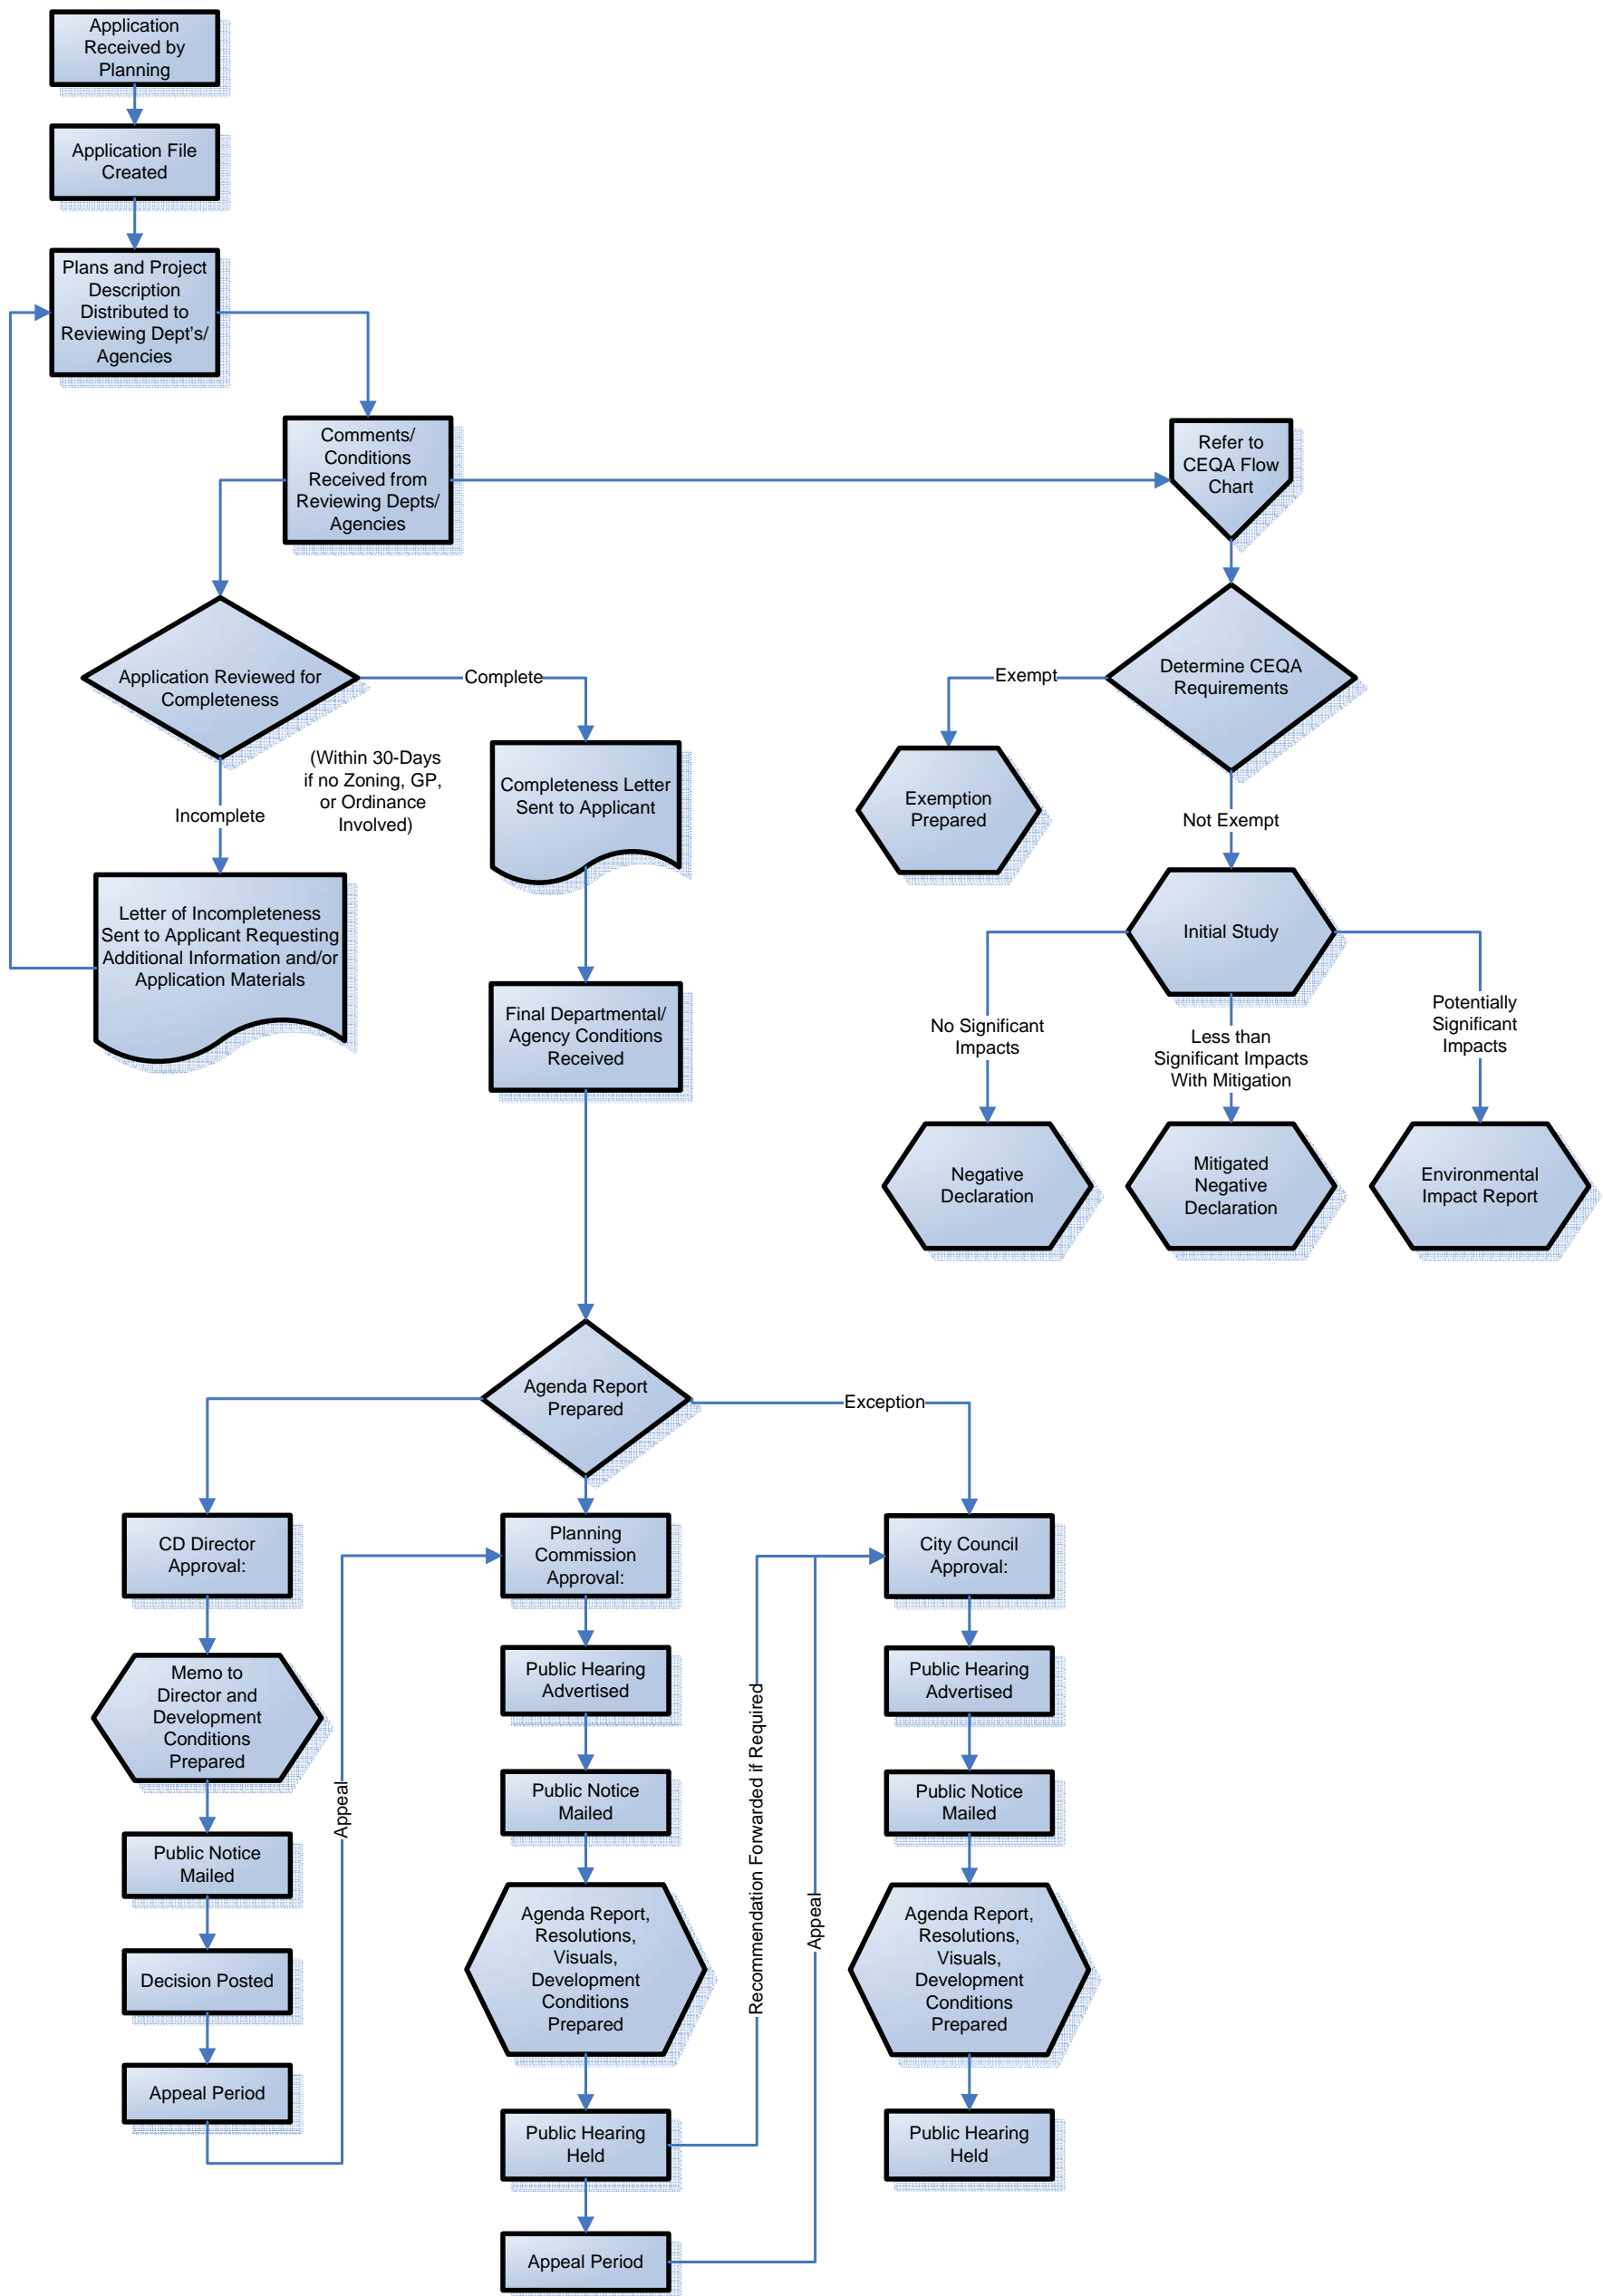 Application
Received by
Planning
Application File
Created
Plans and Project
Description
Distributed to
Reviewing Dept's/
Agencies
Comments/
Conditions
Received from
Reviewing Depts/
Agencies
Refer to
CEQA Flow
Chart
Application Reviewed for
Completeness
Complete
(Within 30-Days
if no Zoning, GP,
or Ordinance
Involved)
Incomplete
Letter of Incompleteness
Sent to Applicant Requesting
Additional Information and/or
Application Materials
Completeness Letter
Sent to Applicant
Final Departmental/
Agency Conditions
Received
Determine CEQA
Requirements
Exempt
Exemption
Prepared
Not Exempt
Initial Study
No Significant
Impacts
Less than
Significant Impacts
With Mitigation
Potentially
Significant
Impacts
Negative
Declaration
Mitigated
Negative
Declaration
Environmental
Impact Report
Agenda Report
Prepared
Exception
CD Director
Approval:
Memo to
Director and
Development
Conditions
Prepared
Public Notice
Mailed
Decision Posted
Appeal Period
Appeal
Planning
Commission
Approval:
Public Hearing
Advertised
Public Notice
Mailed
Agenda Report,
Resolutions,
Visuals,
Development
Conditions
Prepared
Public Hearing
Held
Appeal Period
Recommendation Forwarded if Required
Appeal
City Council
Approval:
Public Hearing
Advertised
Public Notice
Mailed
Agenda Report,
Resolutions,
Visuals,
Development
Conditions
Prepared
Public Hearing
Held